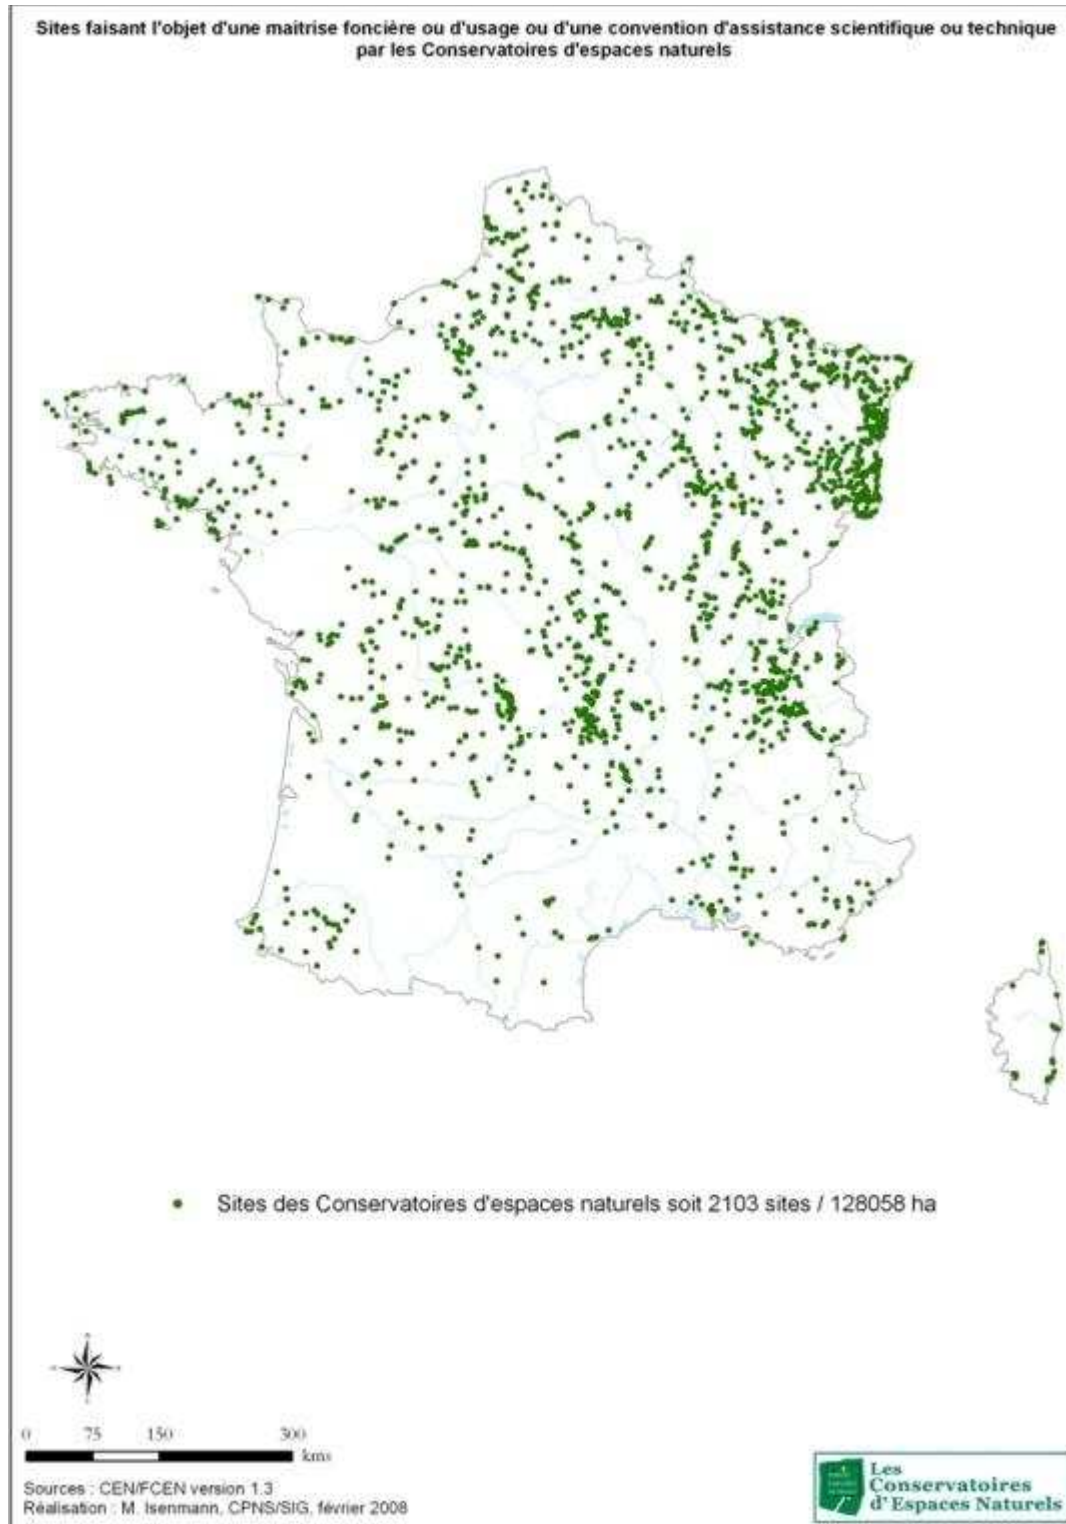 Sites faisant l'objet d'une maitrise foncière ou d'usage ou d'une convention d'assistance scientifique ou technique
par les Conservatoires d'espaces naturels
Sites des Conservatoires d'espaces naturels soit 2103 sites / 128058 ha
0 75 150 300
kms
Sources : CEN/FCEN version 1.3
Réalisation : M. Isenmann, CPNS/SIG, février 2008
Les
Conservatoires
d'Espaces Naturels